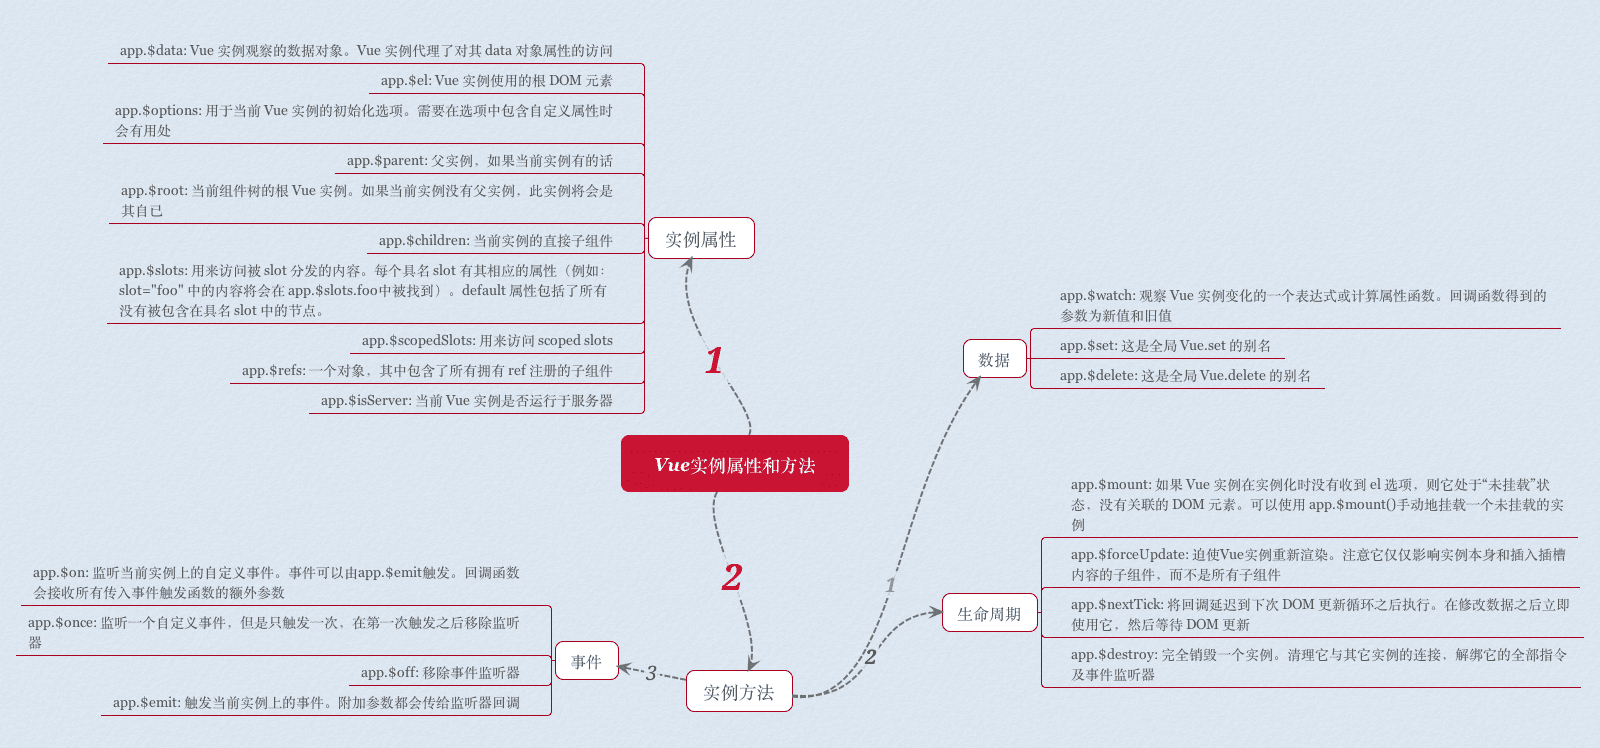 app.$data: Vue 实例观察的数据对象。Vue 实例代理了对其 data 对象属性的访问
app.$el: Vue 实例使用的根 DOM 元素
app.$options: 用于当前 Vue 实例的初始化选项。需要在选项中包含自定义属性时
会有用处
app.$parent: 父实例，如果当前实例有的话
app.$root: 当前组件树的根 Vue 实例。如果当前实例没有父实例，此实例将会是
其自已
app.$children: 当前实例的直接子组件
app.$slots: 用来访问被 slot 分发的内容。每个具名 slot 有其相应的属性（例如：
slot="foo" 中的内容将会在 app.$slots.foo中被找到）。default 属性包括了所有
没有被包含在具名 slot 中的节点。
app.$scopedSlots: 用来访问 scoped slots
app.$refs: 一个对象，其中包含了所有拥有 ref 注册的子组件
app.$isServer: 当前 Vue 实例是否运行于服务器
实例属性
1
Vue实例属性和方法
2
实例方法
1
数据
app.$watch: 观察 Vue 实例变化的一个表达式或计算属性函数。回调函数得到的
参数为新值和旧值
app.$set: 这是全局 Vue.set 的别名
app.$delete: 这是全局 Vue.delete 的别名
2
生命周期
app.$mount: 如果 Vue 实例在实例化时没有收到 el 选项，则它处于“未挂载”状
态，没有关联的 DOM 元素。可以使用 app.$mount()手动地挂载一个未挂载的实
例
app.$forceUpdate: 迫使Vue实例重新渲染。注意它仅仅影响实例本身和插入插槽
内容的子组件，而不是所有子组件
app.$nextTick: 将回调延迟到下次 DOM 更新循环之后执行。在修改数据之后立即
使用它，然后等待 DOM 更新
app.$destroy: 完全销毁一个实例。清理它与其它实例的连接，解绑它的全部指令
及事件监听器
3
事件
app.$on: 监听当前实例上的自定义事件。事件可以由app.$emit触发。回调函数
会接收所有传入事件触发函数的额外参数
app.$once: 监听一个自定义事件，但是只触发一次，在第一次触发之后移除监听
器
app.$off: 移除事件监听器
app.$emit: 触发当前实例上的事件。附加参数都会传给监听器回调